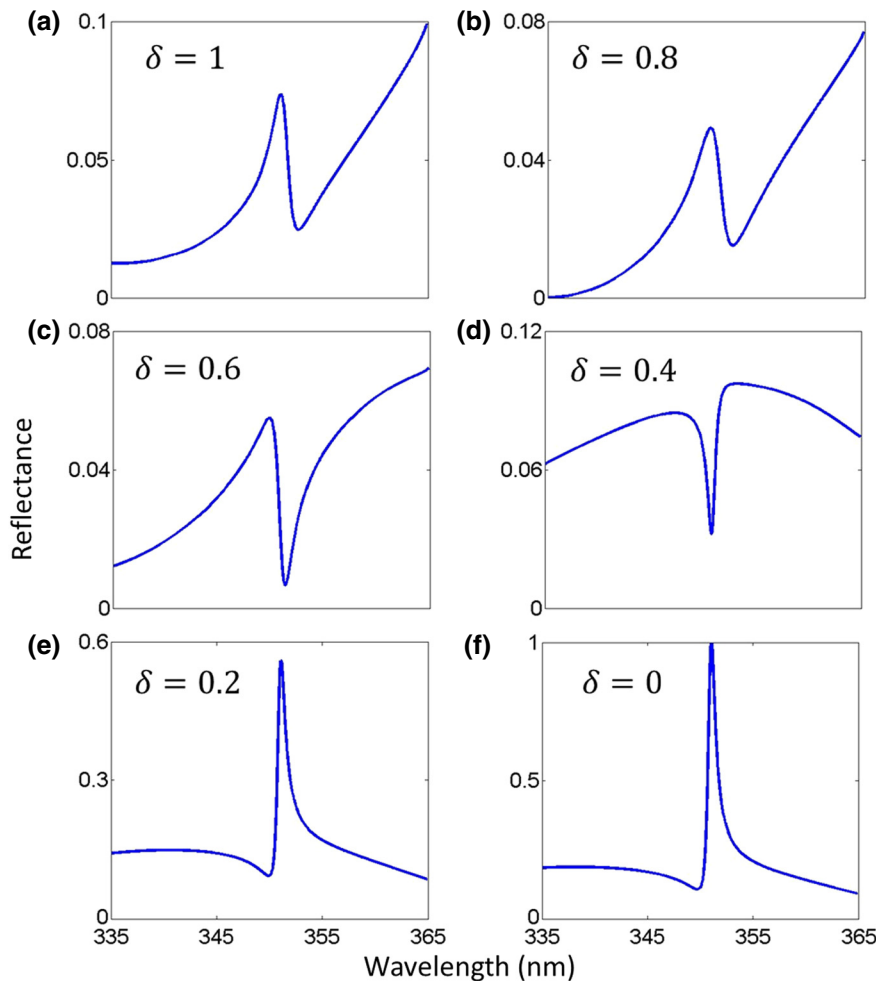 (a)
δ = 1
0.1
0.05
0
(b)
δ = 0.8
0.08
0.04
0
(c)
δ = 0.6
0.08
0.04
0
(d)
δ = 0.4
0.12
0.06
0
(e)
δ = 0.2
0.6
0.3
0
335
345
355
365
(f)
δ = 0
1
0.5
0
335
345
355
365
Reflectance
Wavelength (nm)